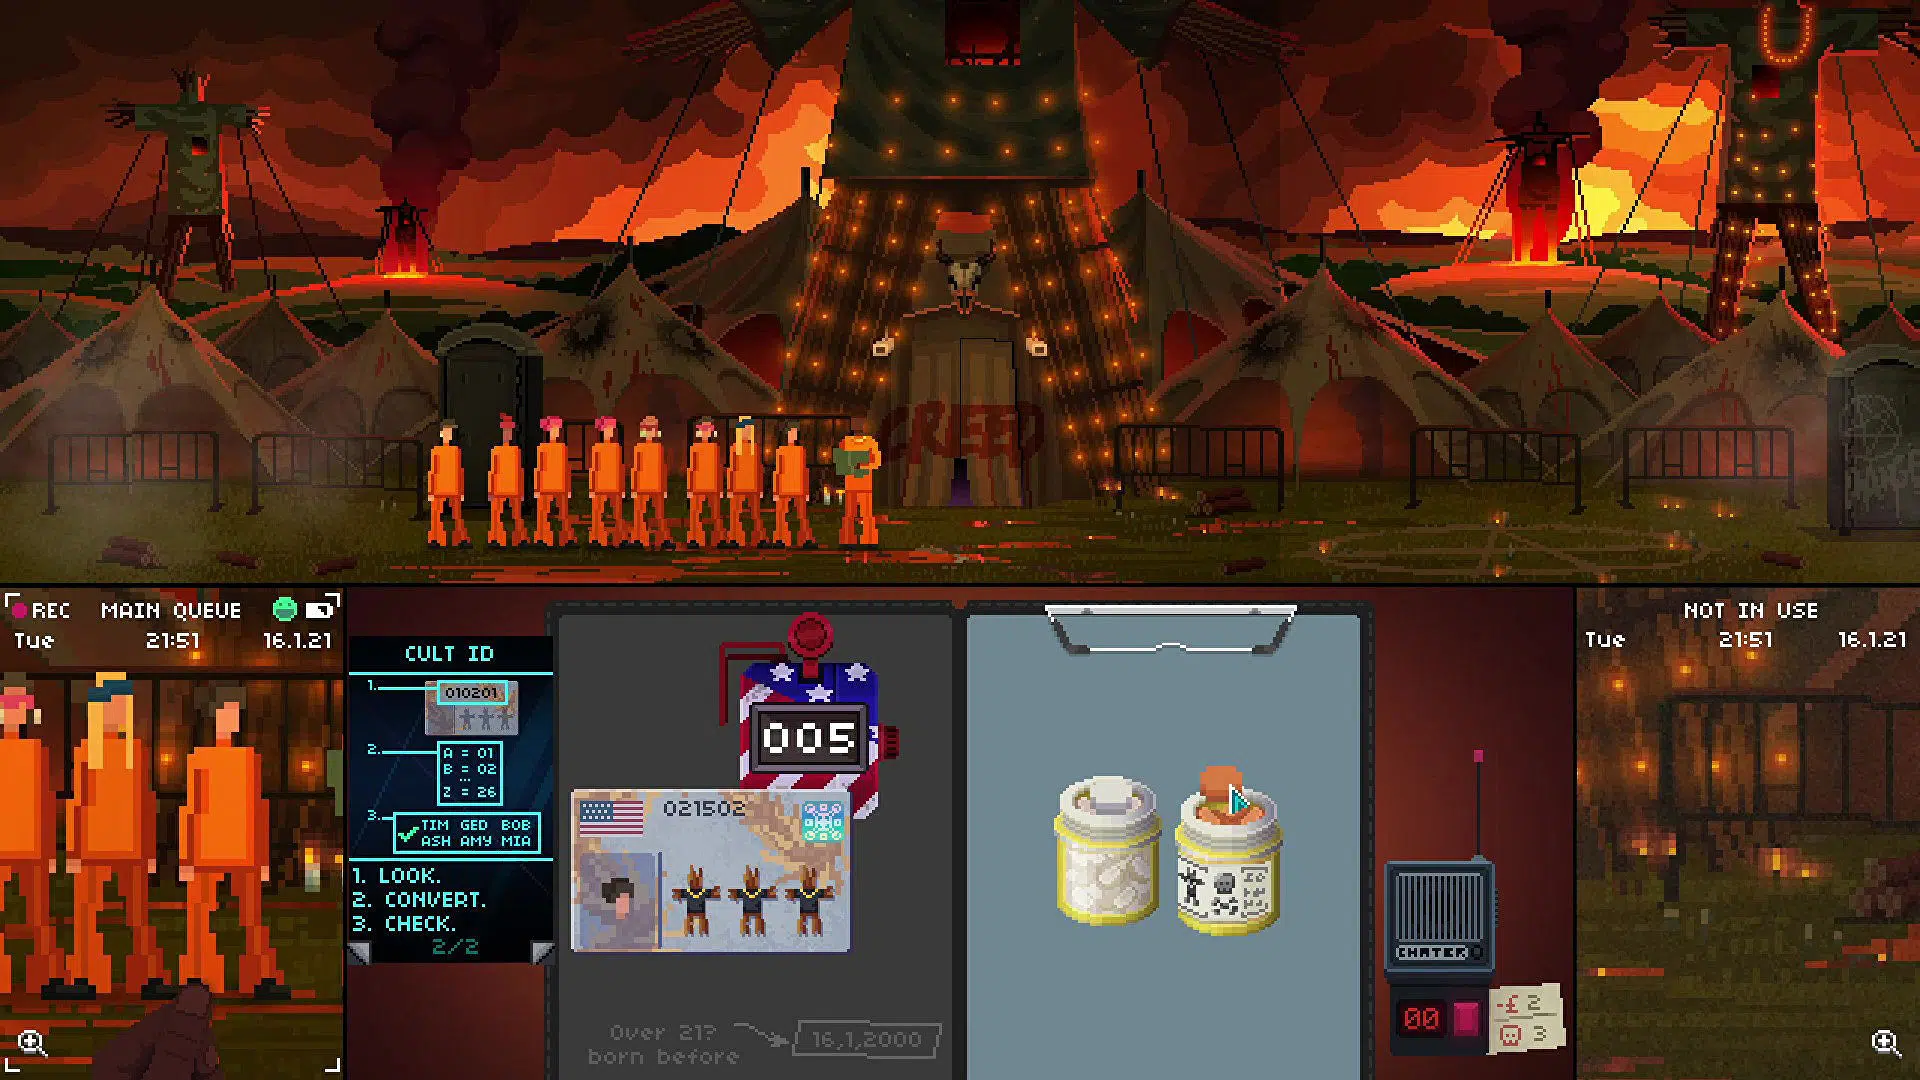 CREED
REC MAIN QUEUE
Tue 21:51 16.1.21
CULT ID
1. 010201
2. A = 01
B = 02
...
Z = 26
3. TIM GED BOB
ASH AMY MIA
1. LOOK.
2. CONVERT.
3. CHECK.
2/2
005
021502
Over 21?
born before
16,1,2000
CHATER
00
-£ 2
3
NOT IN USE
Tue 21:51 16.1.21